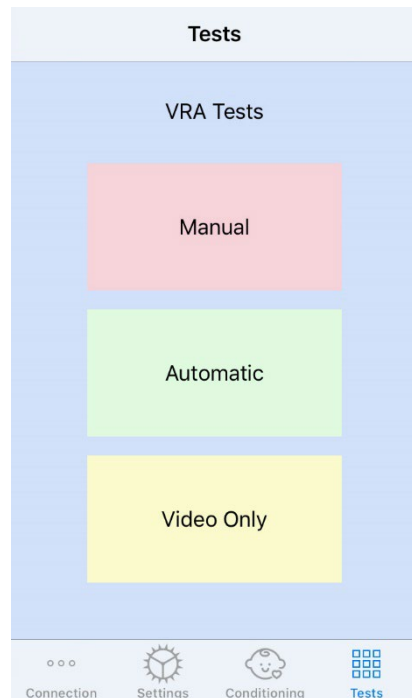 Tests
VRA Tests
Manual
Automatic
Video Only
Connection Settings Conditioning Tests